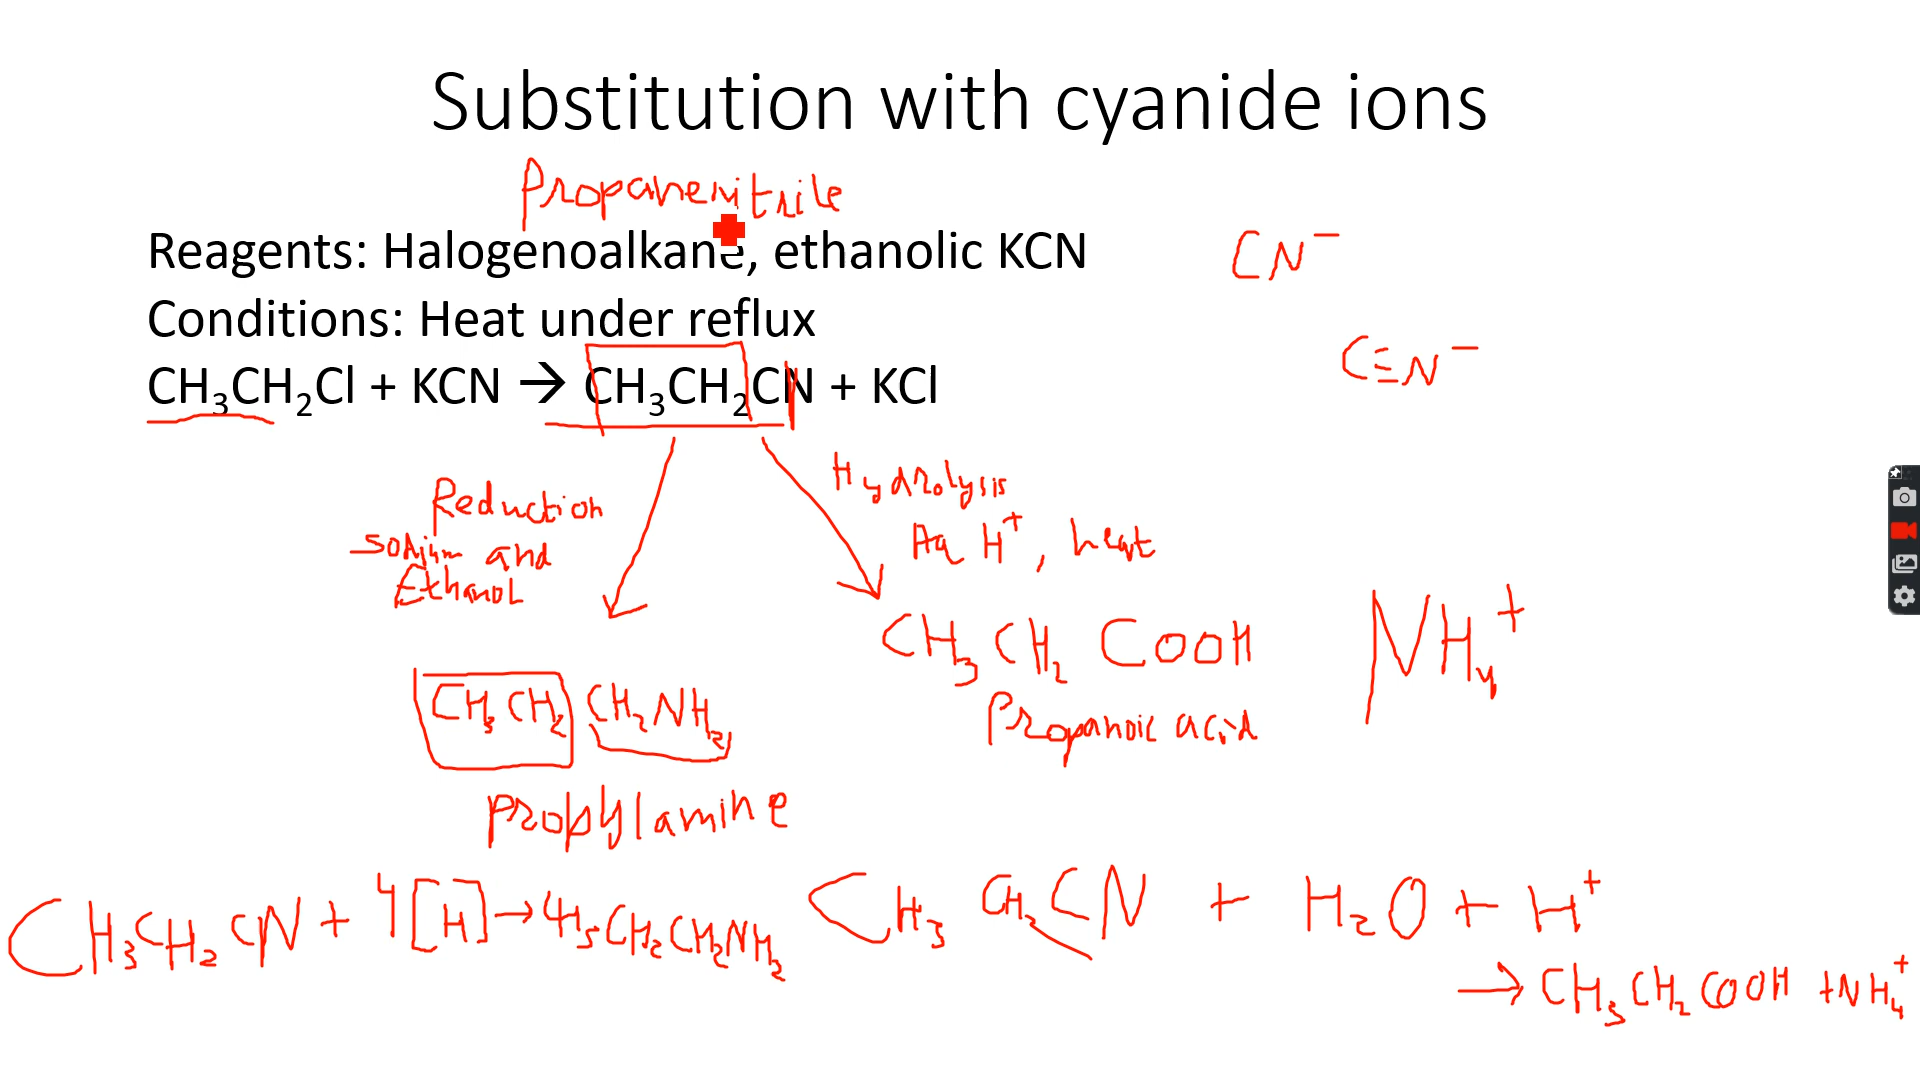 Substitution with cyanide ions
Propanenitrile
Reagents: Halogenoalkane, ethanolic KCN
CN⁻
Conditions: Heat under reflux
C≡N⁻
CH₃CH₂Cl + KCN → CH₃CH₂CN + KCl
Hydrolysis
Aq H⁺, heat
Reduction
sodium and
Ethanol
CH₃CH₂COOH
NH₄⁺
Propanoic acid
CH₃CH₂CH₂NH₂
Propylamine
CH₃CH₂CN + 4[H] → CH₃CH₂CH₂NH₂
CH₃CH₂CN + H₂O + H⁺
→ CH₃CH₂COOH + NH₄⁺